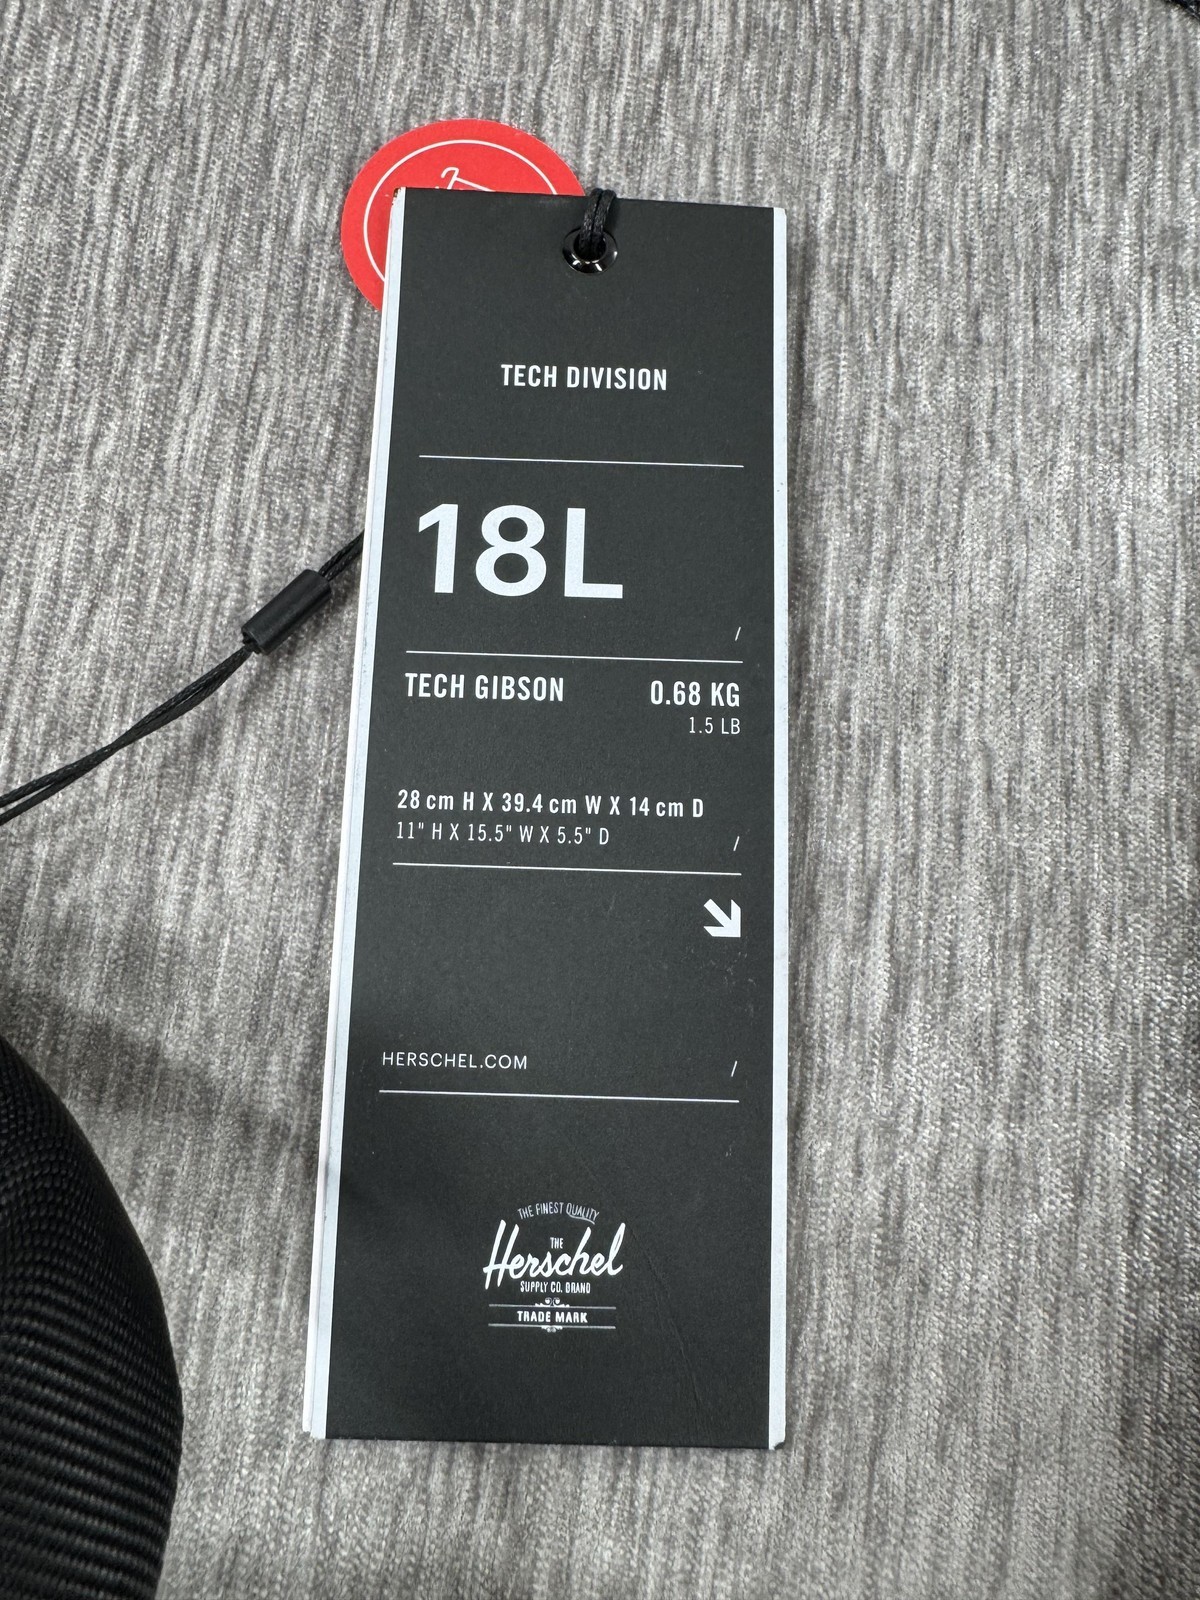 TECH DIVISION
18L
/
TECH GIBSON 0.68 KG
1.5 LB
28 cm H X 39.4 cm W X 14 cm D
11" H X 15.5" W X 5.5" D /
HERSCHEL.COM /
THE FINEST QUALITY
THE
Herschel
SUPPLY CO. BRAND
TRADE MARK